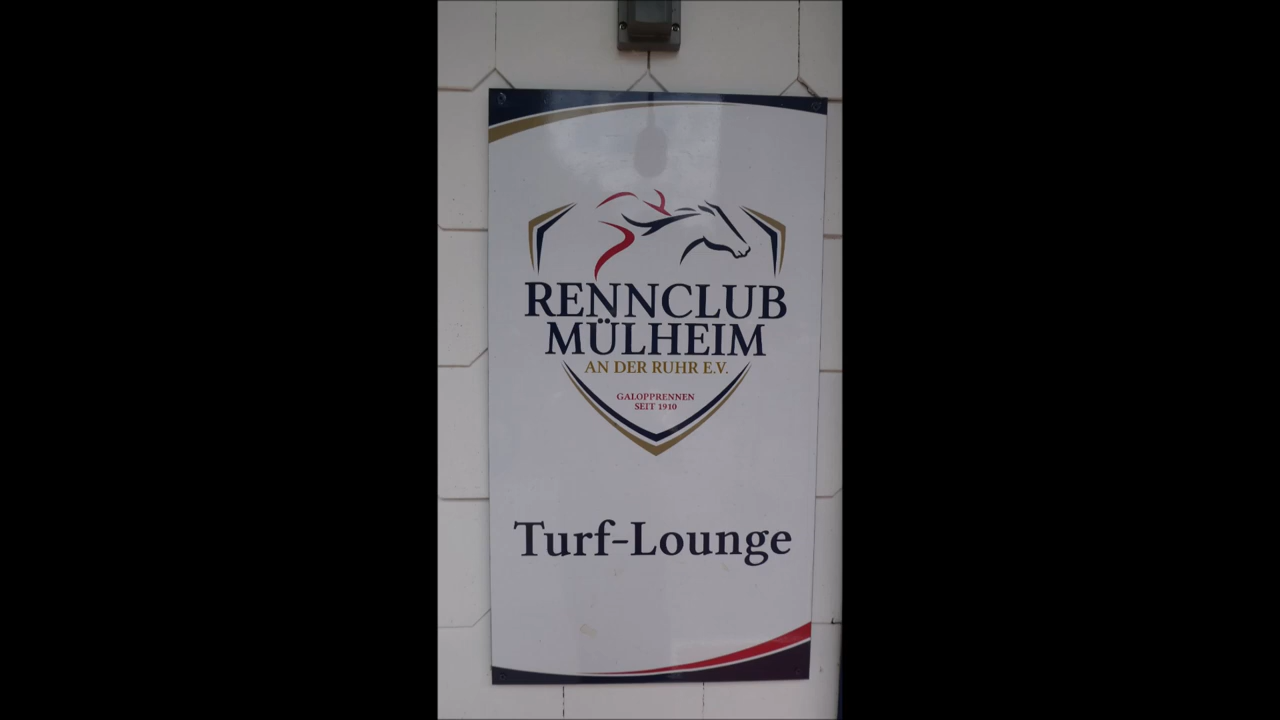 RENNCLUB
MÜLHEIM
AN DER RUHR E.V.
GALOPPRENNEN
SEIT 1910
Turf-Lounge